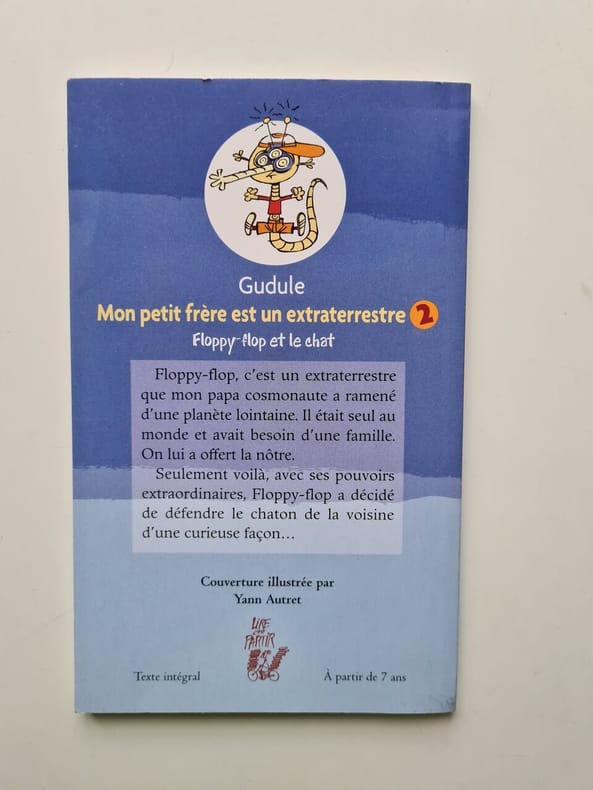 Gudule
Mon petit frère est un extraterrestre 2
Floppy-flop et le chat
Floppy-flop, c'est un extraterrestre
que mon papa cosmonaute a ramené
d'une planète lointaine. Il était seul au
monde et avait besoin d'une famille.
On lui a offert la nôtre.
Seulement voilà, avec ses pouvoirs
extraordinaires, Floppy-flop a décidé
de défendre le chaton de la voisine
d'une curieuse façon…
Couverture illustrée par
Yann Autret
LIRE
c'est
PARTIR
Texte intégral
À partir de 7 ans